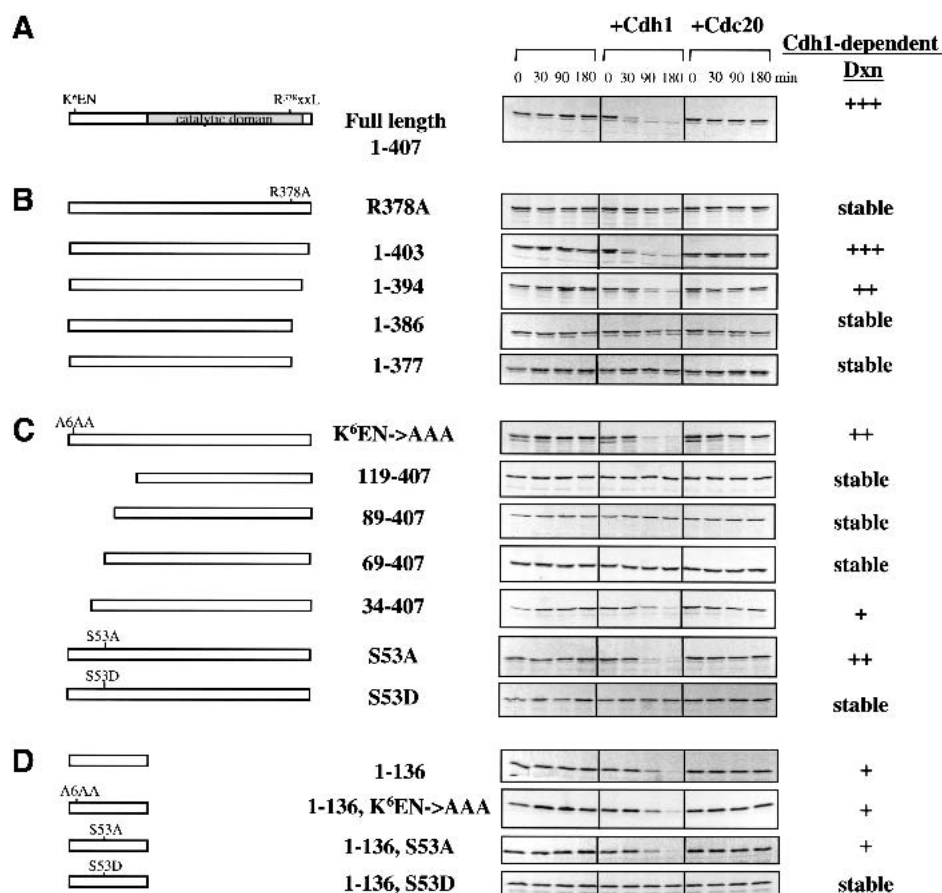 A
+Cdh1 +Cdc20
Cdh1-dependent
Dxn
0 30 90 180 0 30 90 180 0 30 90 180 min
K⁶EN R³⁷⁸xxL
catalytic domain
Full length
1-407
+++
B
R378A
R378A
stable
1-403
+++
1-394
++
1-386
stable
1-377
stable
C
A6AA
K⁶EN->AAA
++
119-407
stable
89-407
stable
69-407
stable
34-407
+
S53A
S53A
++
S53D
S53D
stable
D
1-136
+
A6AA
1-136, K⁶EN->AAA
+
S53A
1-136, S53A
+
S53D
1-136, S53D
stable